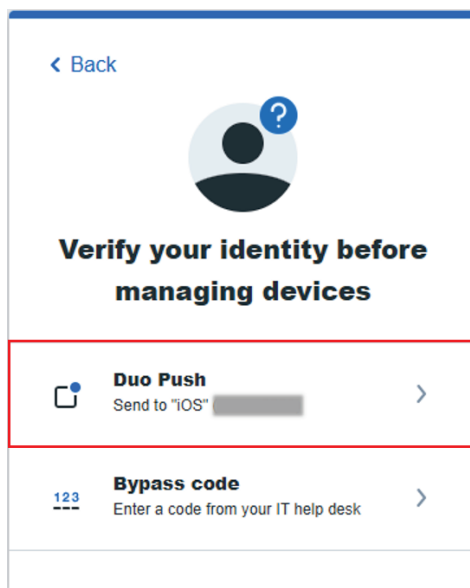 Back
?
Verify your identity before
managing devices
Duo Push
Send to "iOS" (
123
Bypass code
Enter a code from your IT help desk